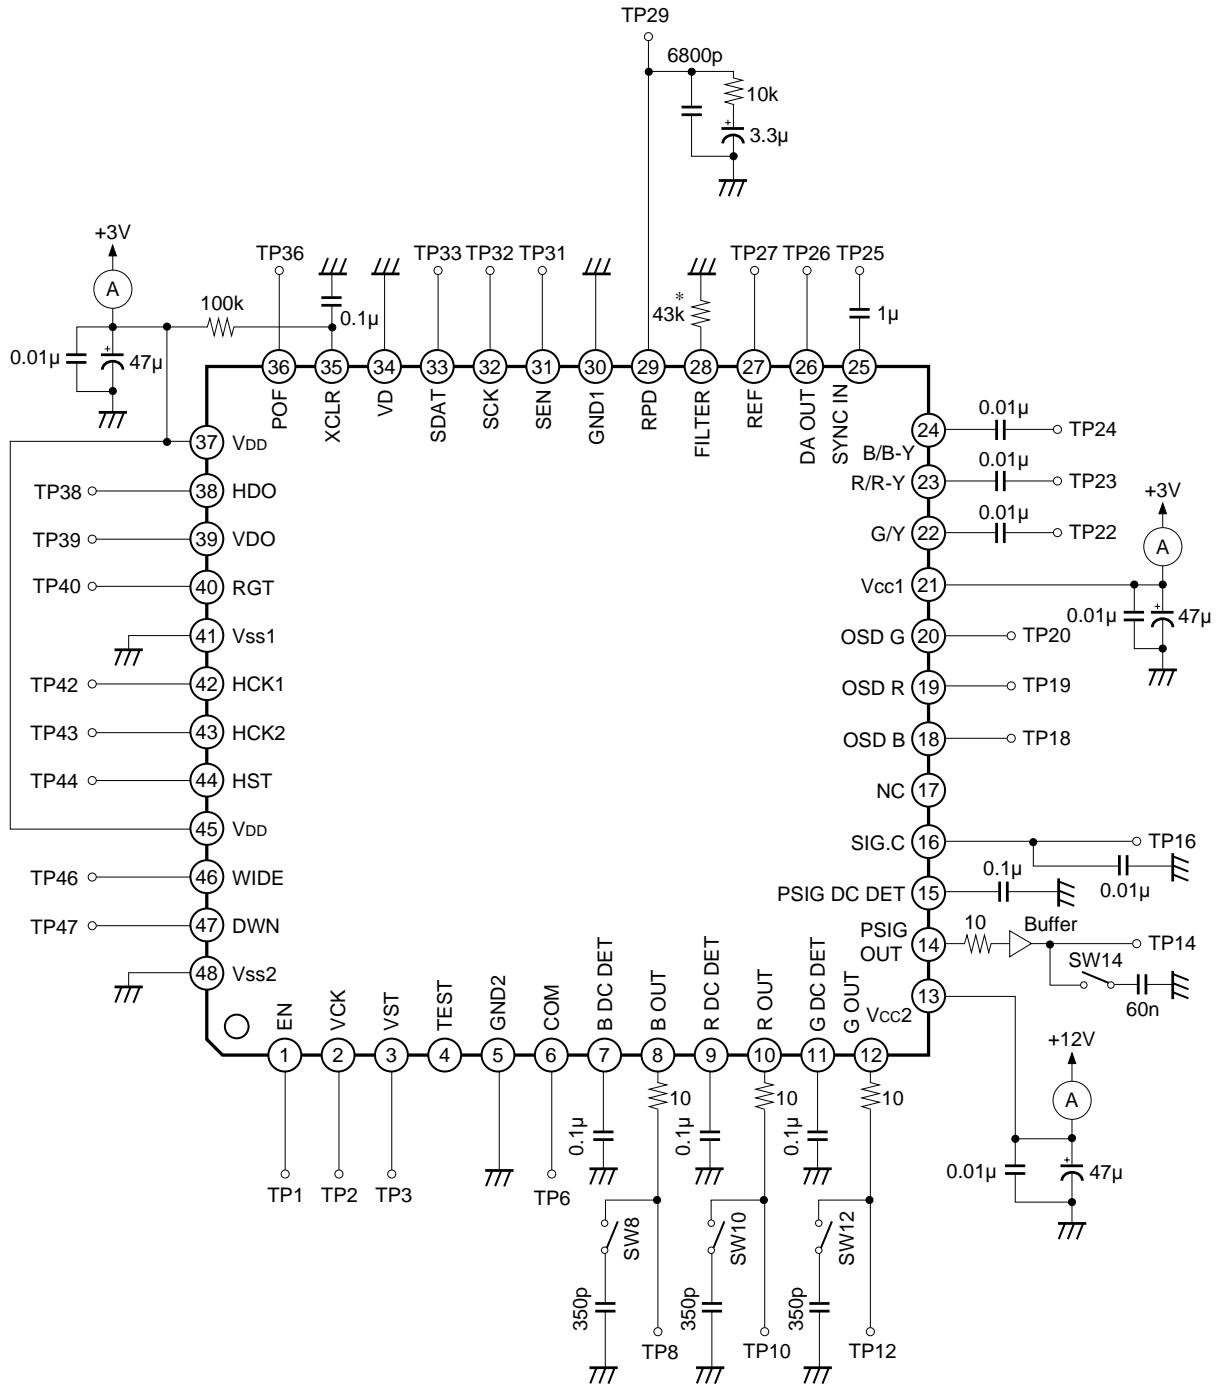 TP29
6800p
10k
+
3.3µ
+3V
A
100k
0.01µ
+
47µ
TP36
0.1µ
TP33
TP32
TP31
*
43k
TP27
TP26
TP25
1µ
36
35
34
33
32
31
30
29
28
27
26
25
POF
XCLR
VD
SDAT
SCK
SEN
GND1
RPD
FILTER
REF
DA OUT
SYNC IN
37
VDD
TP38
38
HDO
TP39
39
VDO
TP40
40
RGT
41
Vss1
TP42
42
HCK1
TP43
43
HCK2
TP44
44
HST
45
VDD
TP46
46
WIDE
TP47
47
DWN
48
Vss2
24
B/B-Y
0.01µ
TP24
R/R-Y
23
0.01µ
TP23
G/Y
22
0.01µ
TP22
+3V
A
Vcc1
21
0.01µ
+
47µ
OSD G
20
TP20
OSD R
19
TP19
OSD B
18
TP18
NC
17
SIG.C
16
TP16
0.01µ
PSIG DC DET
15
0.1µ
PSIG
OUT
14
10
Buffer
TP14
SW14
60n
13
VCC2
+12V
A
0.01µ
+
47µ
EN
VCK
VST
TEST
GND2
COM
B DC DET
B OUT
R DC DET
R OUT
G DC DET
G OUT
1
2
3
4
5
6
7
8
9
10
11
12
TP1
TP2
TP3
TP6
0.1µ
10
0.1µ
10
0.1µ
10
SW8
SW10
SW12
350p
350p
350p
TP8
TP10
TP12